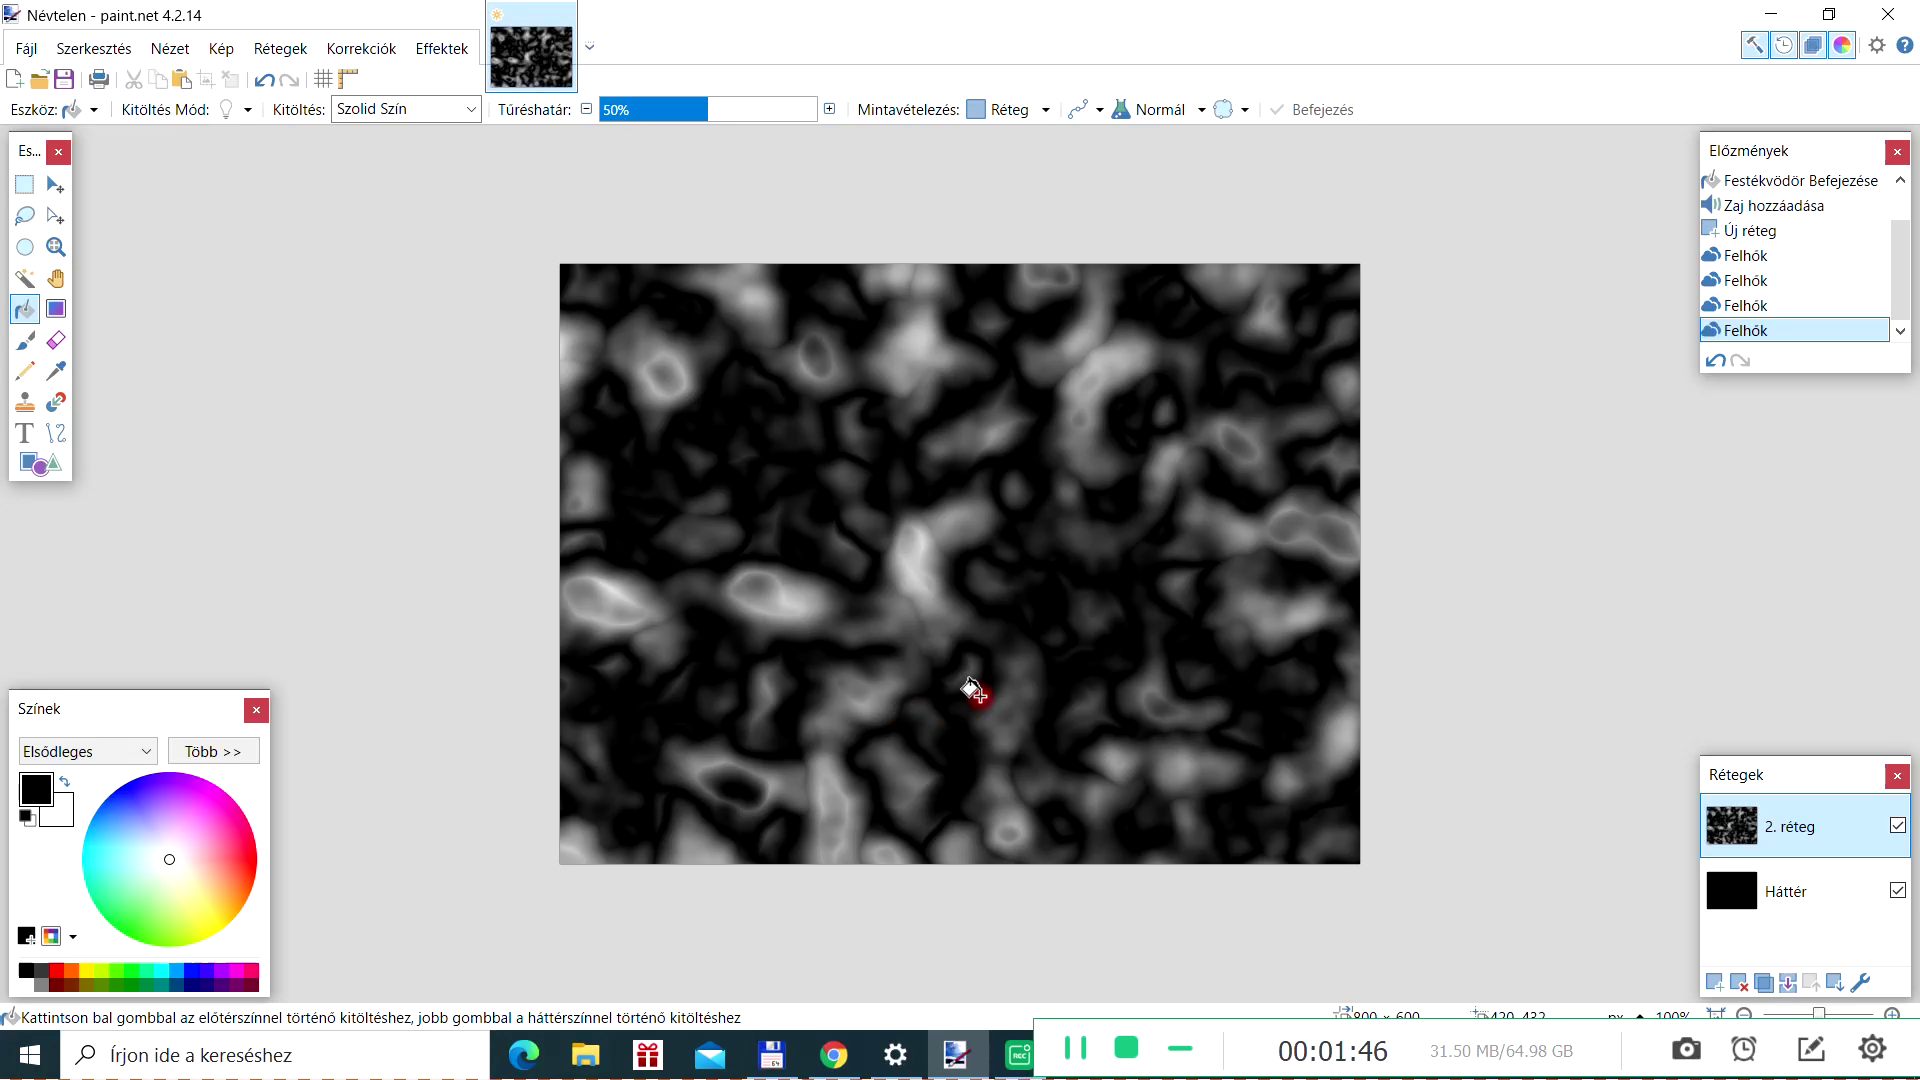 Névtelen - paint.net 4.2.14
Fájl Szerkesztés Nézet Kép Rétegek Korrekciók Effektek
Eszköz: Kitöltés Mód: Kitöltés: Szolid Szín Tűréshatár: 50% Mintavételezés: Réteg Normál Befejezés
Es...
Előzmények
Festékvödör Befejezése
Zaj hozzáadása
Új réteg
Felhők
Felhők
Felhők
Felhők
Színek
Elsődleges Több >>
Rétegek
2. réteg
Háttér
Kattintson bal gombbal az előtérszínnel történő kitöltéshez, jobb gombbal a háttérszínnel történő kitöltéshez
800 × 600 420, 432 px 100%
Írjon ide a kereséshez
64
REC
00:01:46 31.50 MB/64.98 GB